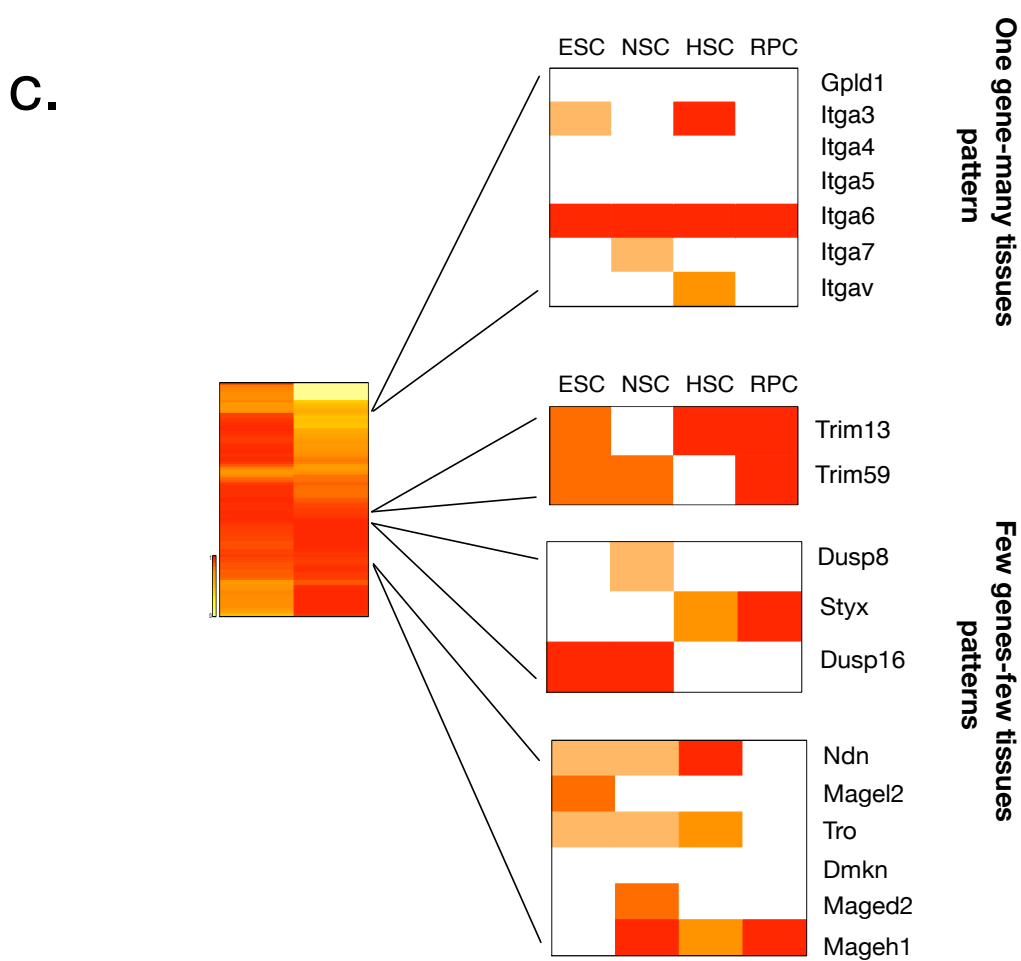 c.
ESC NSC HSC RPC
Gpld1
Itga3
Itga4
Itga5
Itga6
Itga7
Itgav
One gene-many tissues
pattern
ESC NSC HSC RPC
Trim13
Trim59
Dusp8
Styx
Dusp16
Ndn
Magel2
Tro
Dmkn
Maged2
Mageh1
Few genes-few tissues
patterns